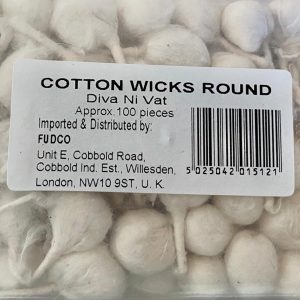 COTTON WICKS ROUND
Diva Ni Vat
Approx.100 pieces
Imported & Distributed by:
FUDCO
Unit E, Cobbold Road,
Cobbold Ind. Est., Willesden,
London, NW10 9ST, U. K.
5 025042 015121